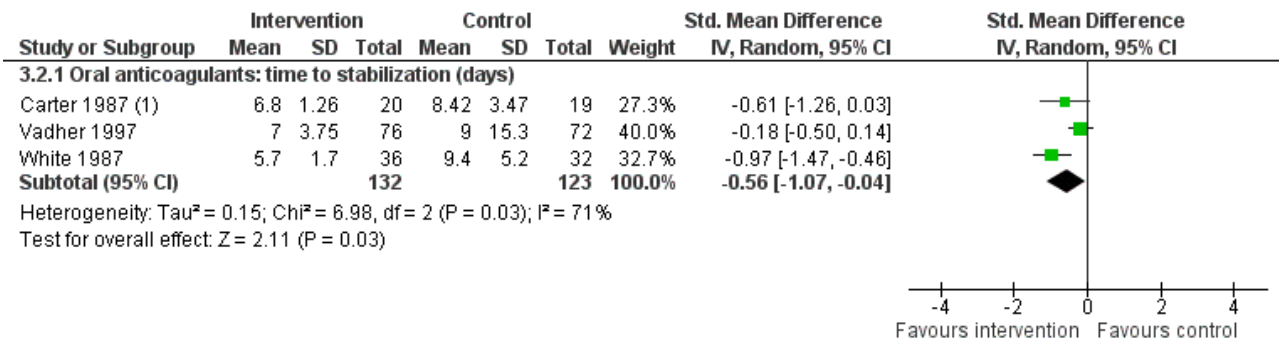 Intervention Control Std. Mean Difference Std. Mean Difference
Study or Subgroup Mean SD Total Mean SD Total Weight IV, Random, 95% CI IV, Random, 95% CI
3.2.1 Oral anticoagulants: time to stabilization (days)
Carter 1987 (1) 6.8 1.26 20 8.42 3.47 19 27.3% -0.61 [-1.26, 0.03]
Vadher 1997 7 3.75 76 9 15.3 72 40.0% -0.18 [-0.50, 0.14]
White 1987 5.7 1.7 36 9.4 5.2 32 32.7% -0.97 [-1.47, -0.46]
Subtotal (95% CI) 132 123 100.0% -0.56 [-1.07, -0.04]
Heterogeneity: Tau² = 0.15; Chi² = 6.98, df = 2 (P = 0.03); I² = 71%
Test for overall effect: Z = 2.11 (P = 0.03)
-4 -2 0 2 4
Favours intervention Favours control